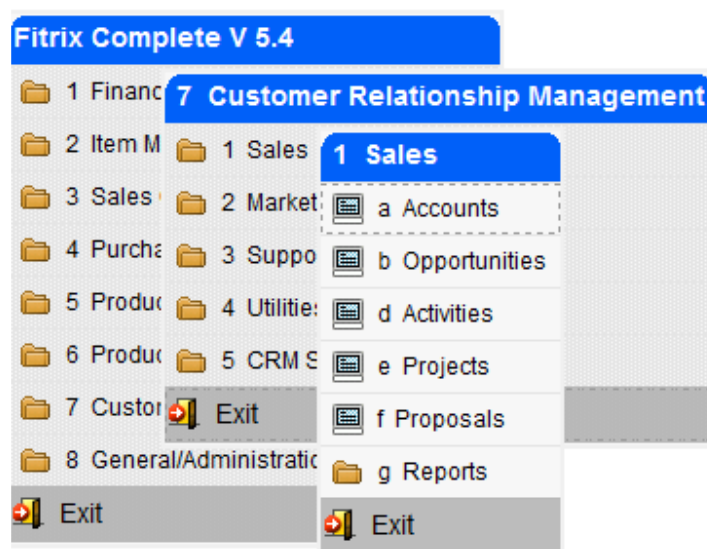 Fitrix Complete V 5.4
1 Financ
2 Item M
3 Sales
4 Purcha
5 Produc
6 Produc
7 Custo
8 General/Administratio
Exit
7 Customer Relationship Management
1 Sales
2 Market
3 Suppo
4 Utilities
5 CRM S
Exit
1 Sales
a Accounts
b Opportunities
d Activities
e Projects
f Proposals
g Reports
Exit